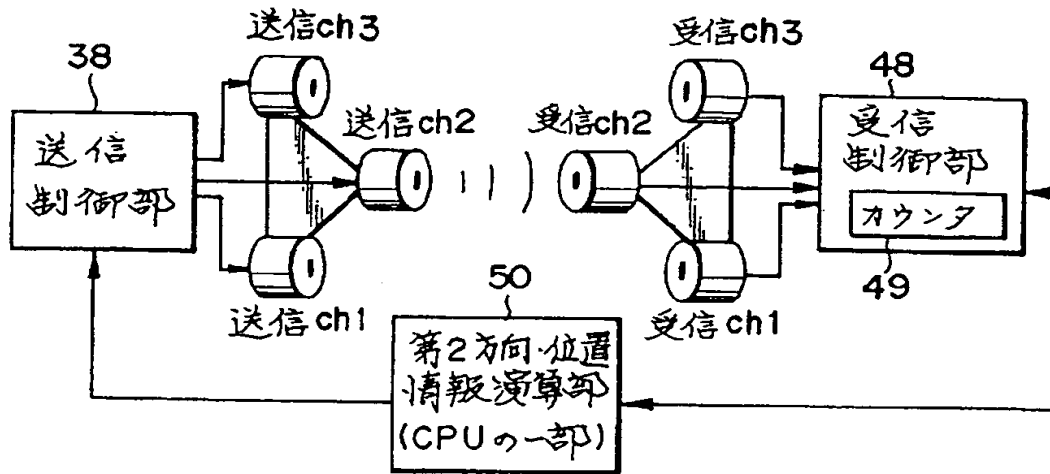 送信ch3
受信ch3
38
48
送信ch2
受信ch2
送信
制御部
受信
制御部
カウンタ
49
送信ch1
50
受信ch1
第2方向・位置
情報演算部
(CPUの一部)